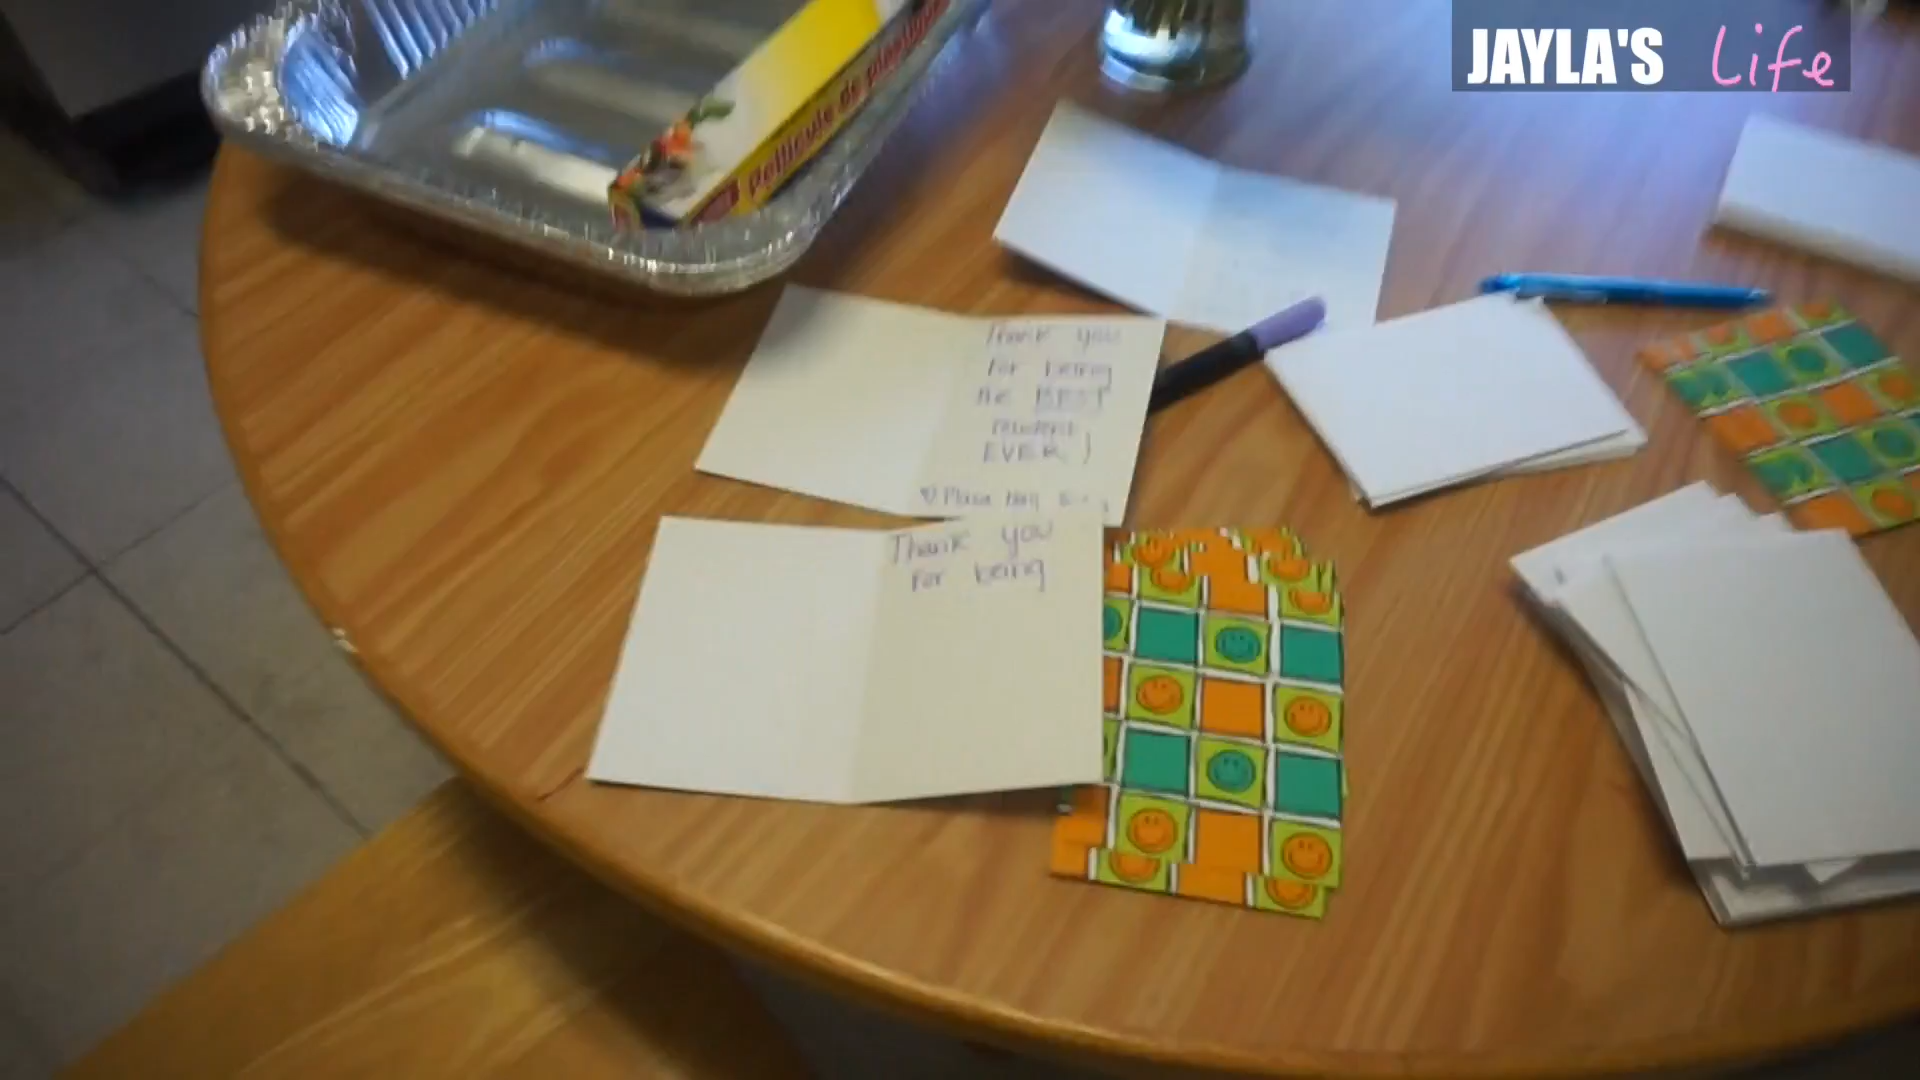 JAYLA'S Life
Pellicule de plastique
Thank you
for being
the BEST
EVER!
Thank you
for being